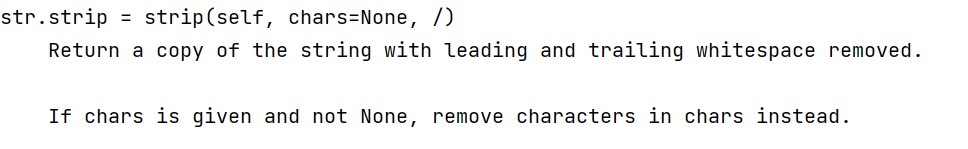 str.strip = strip(self, chars=None, /)
Return a copy of the string with leading and trailing whitespace removed.
If chars is given and not None, remove characters in chars instead.